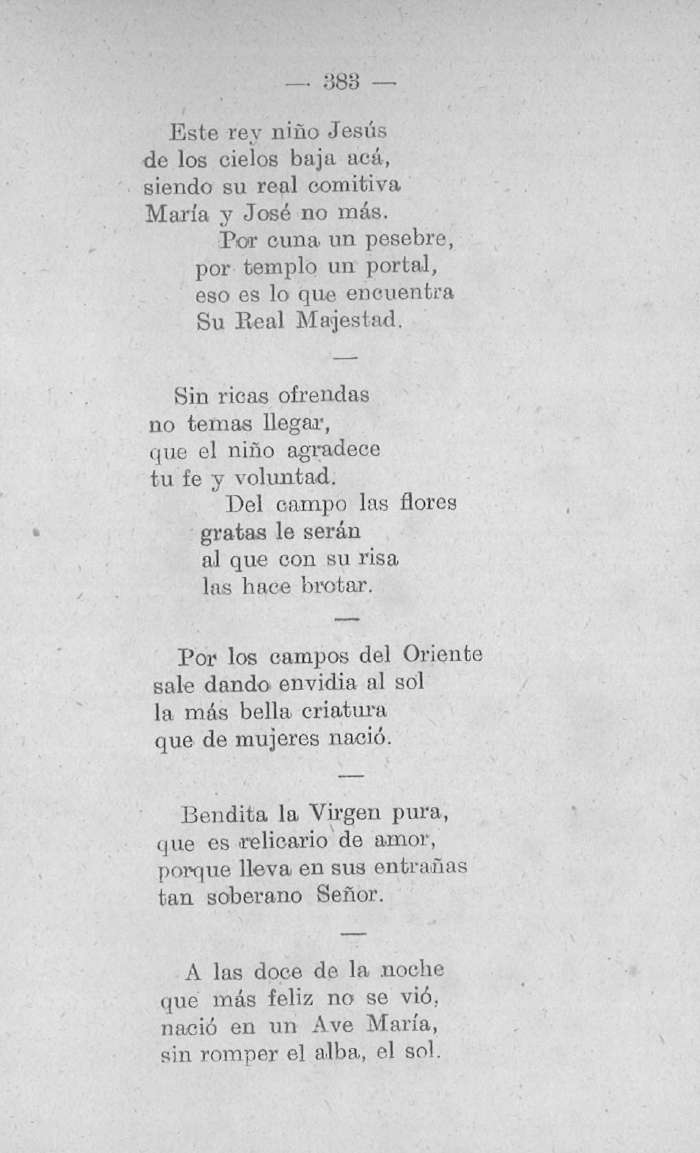 — 383 —
Este rey niño Jesús
de los cielos baja acá,
siendo su real comitiva
María y José no más.
Por cuna un pesebre,
por templo un portal,
eso es lo que encuentra
Su Real Majestad.
—
Sin ricas ofrendas
no temas llegar,
que el niño agradece
tu fe y voluntad.
Del campo las flores
gratas le serán
al que con su risa
las hace brotar.
—
Por los campos del Oriente
sale dando envidia al sol
la más bella criatura
que de mujeres nació.
—
Bendita la Virgen pura,
que es relicario de amor,
porque lleva en sus entrañas
tan soberano Señor.
—
A las doce de la noche
que más feliz no se vió,
nació en un Ave María,
sin romper el alba, el sol.